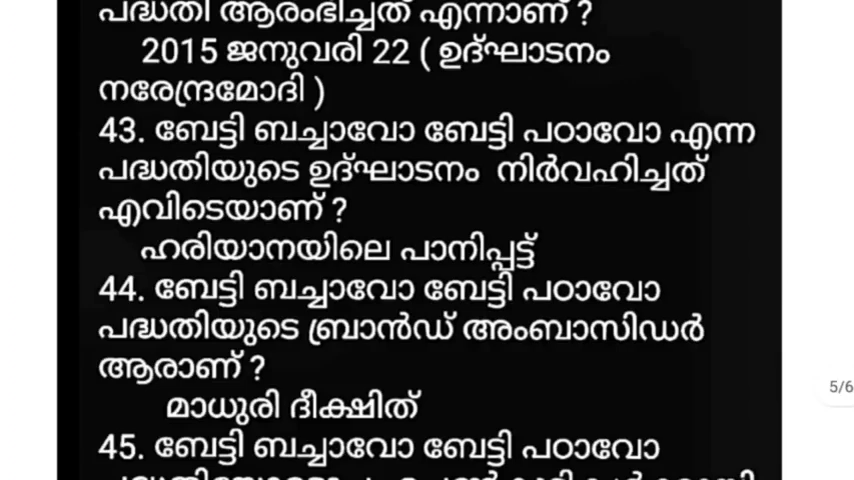 പദ്ധതി ആരംഭിച്ചത് എന്നാണ് ?
2015 ജനുവരി 22 ( ഉദ്ഘാടനം
നരേന്ദ്രമോദി )
43. ബേട്ടി ബച്ചാവോ ബേട്ടി പഠാവോ എന്ന
പദ്ധതിയുടെ ഉദ്ഘാടനം നിർവഹിച്ചത്
എവിടെയാണ് ?
ഹരിയാനയിലെ പാനിപ്പട്ട്
44. ബേട്ടി ബച്ചാവോ ബേട്ടി പഠാവോ
പദ്ധതിയുടെ ബ്രാൻഡ് അംബാസിഡർ
ആരാണ് ?
മാധുരി ദീക്ഷിത്
5/6
45. ബേട്ടി ബച്ചാവോ ബേട്ടി പഠാവോ